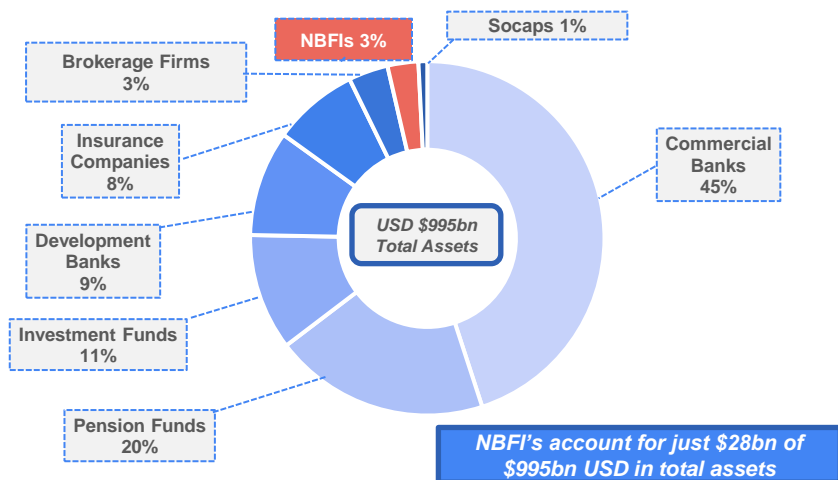 Socaps 1%
NBFIs 3%
Brokerage Firms
3%
Insurance
Companies
8%
Commercial
Banks
45%
USD $995bn
Total Assets
Development
Banks
9%
Investment Funds
11%
Pension Funds
20%
NBFI's account for just $28bn of
$995bn USD in total assets